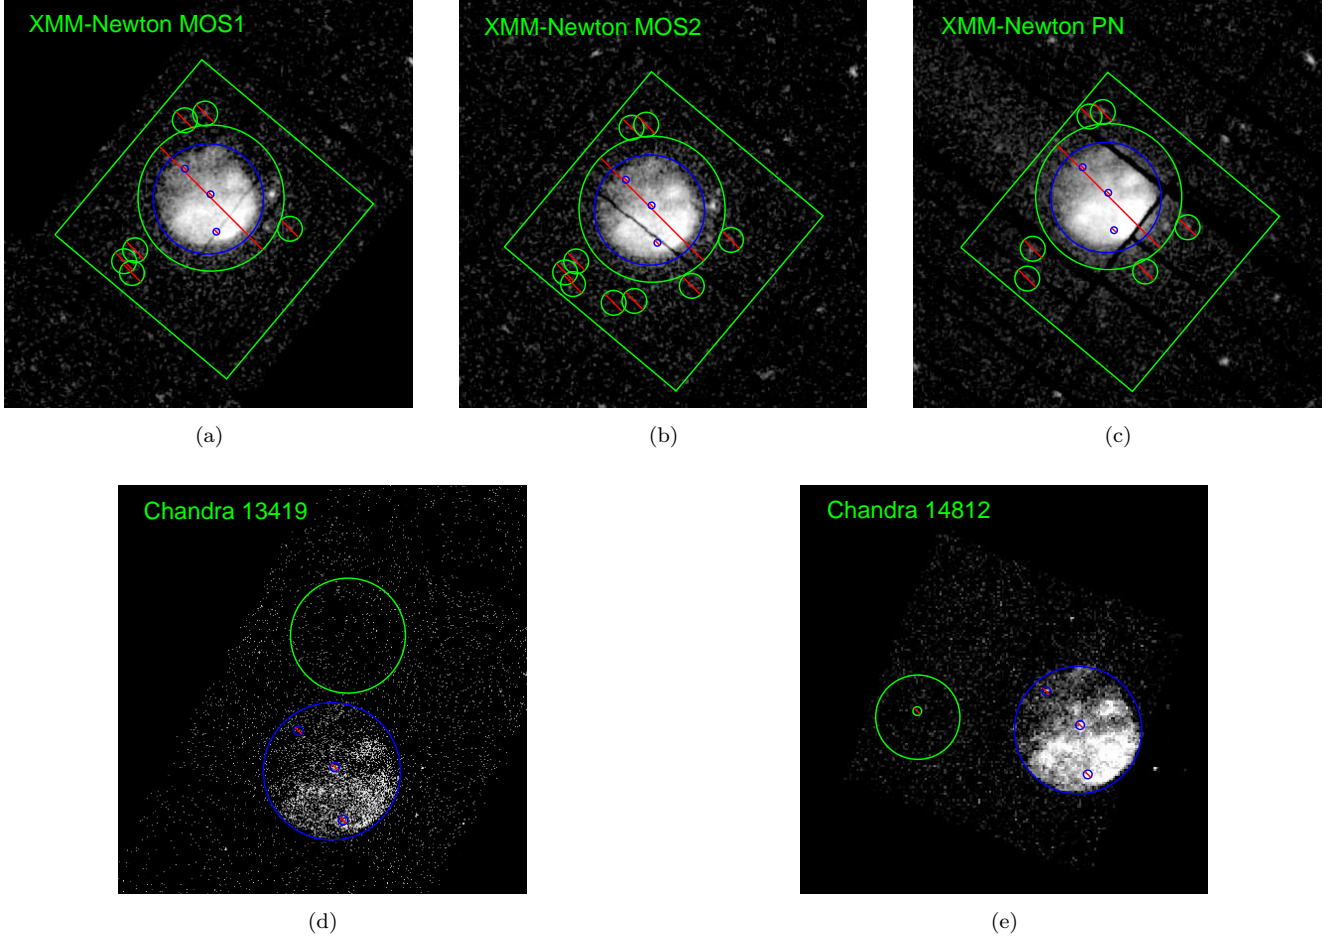 XMM-Newton MOS1
XMM-Newton MOS2
XMM-Newton PN
(a)
(b)
(c)
Chandra 13419
Chandra 14812
(d)
(e)